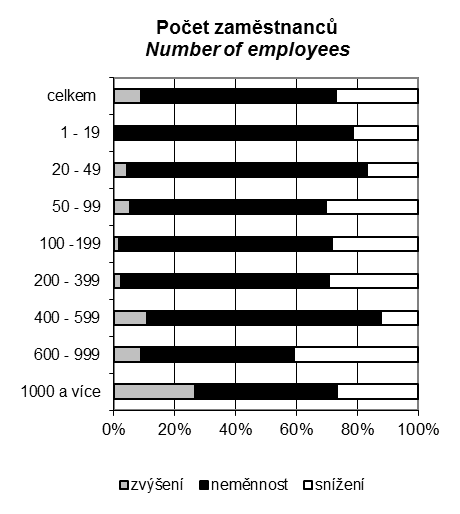 Počet zaměstnanců
Number of employees
celkem
1 - 19
20 - 49
50 - 99
100 -199
200 - 399
400 - 599
600 - 999
1000 a více
0% 20% 40% 60% 80% 100%
zvýšení neměnnost snížení